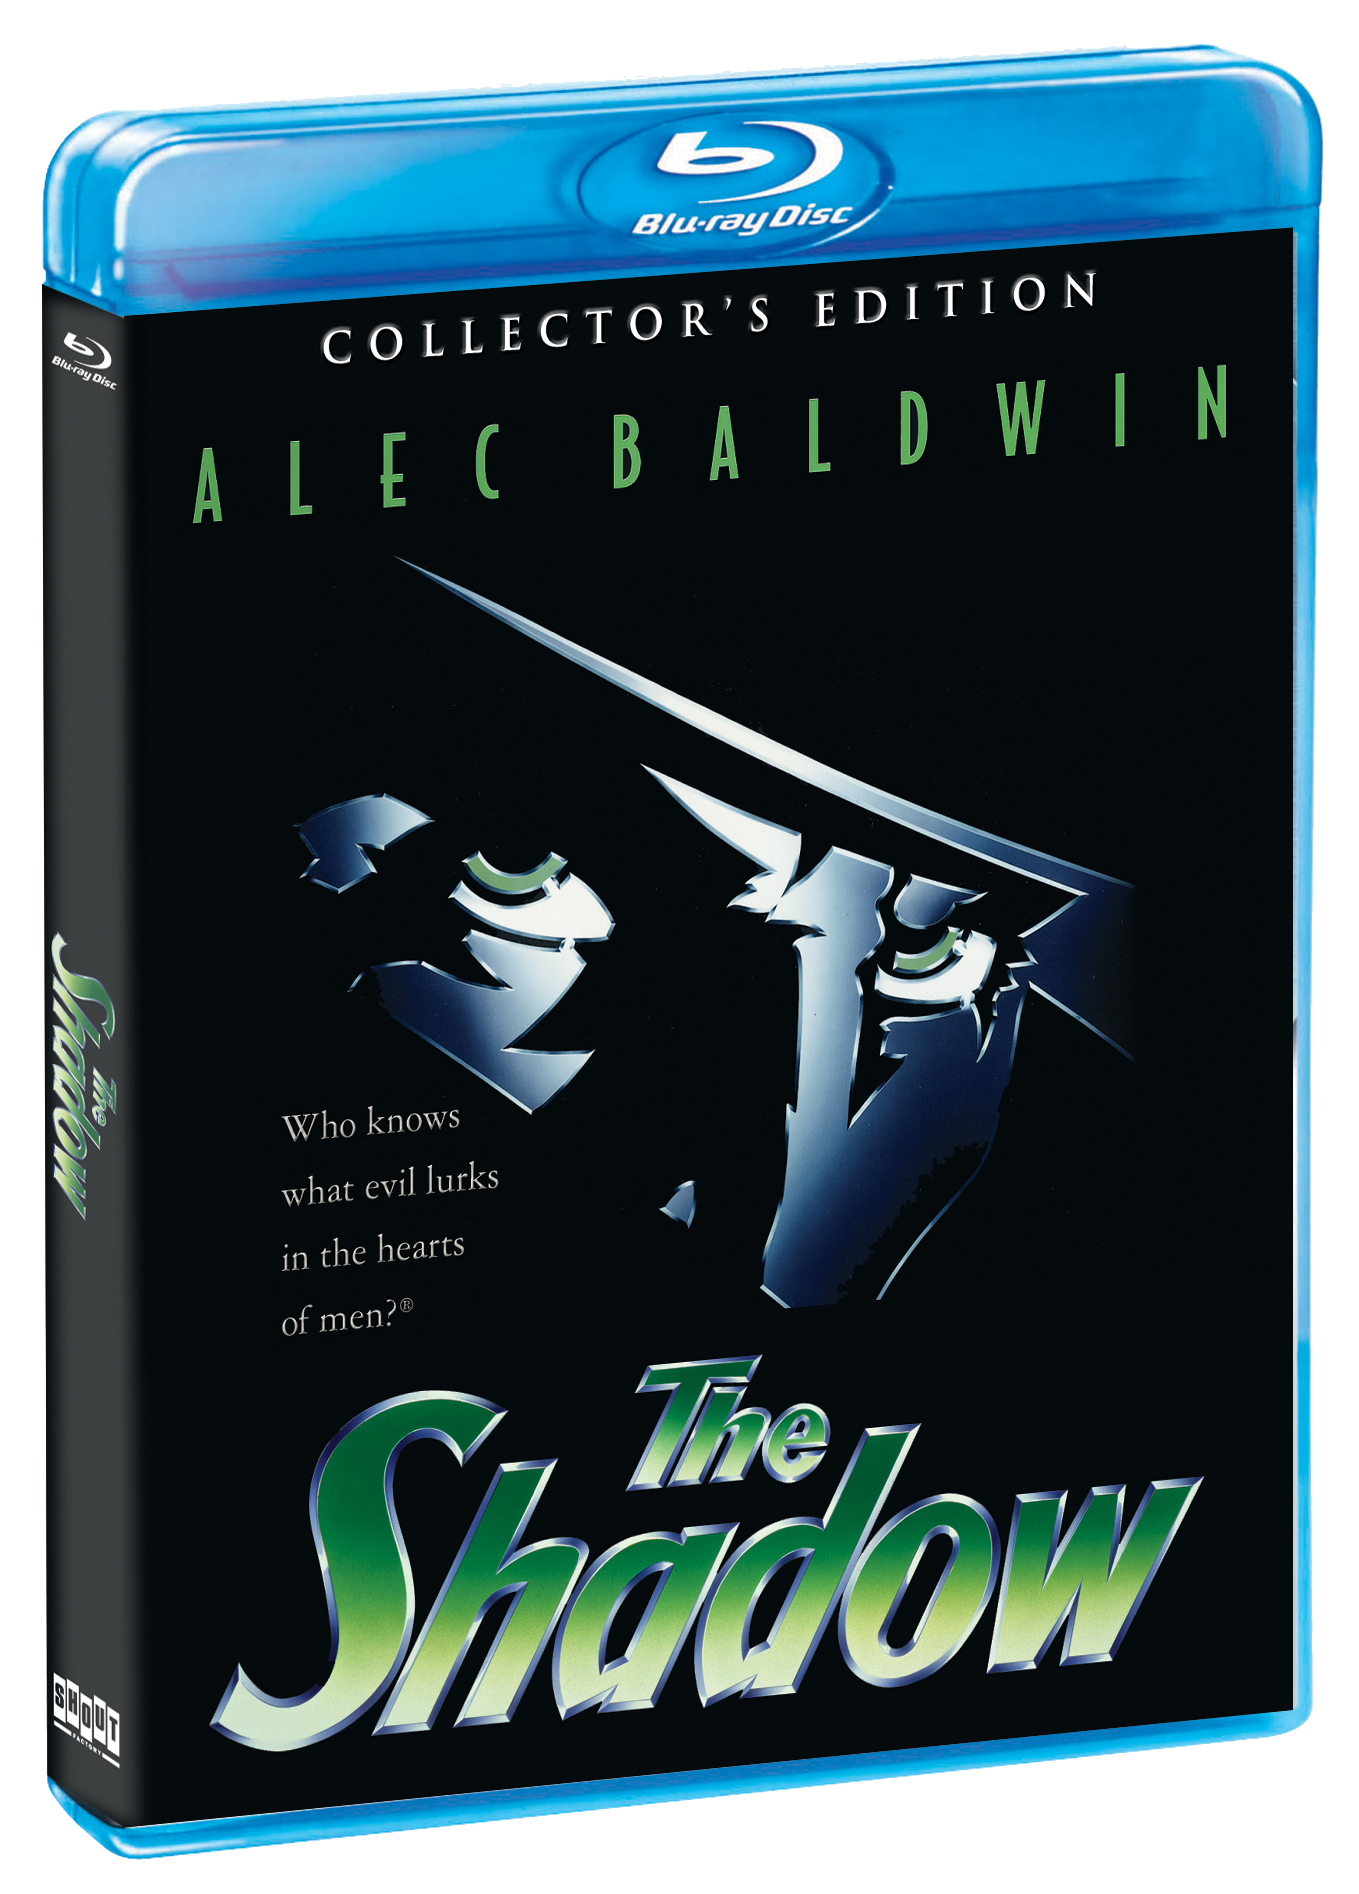 Blu-ray Disc
COLLECTOR'S EDITION
ALEC BALDWIN
Who knows
what evil lurks
in the hearts
of men?®
The
Shadow
Blu-ray Disc
The
Shadow
SHOUT
FACTORY